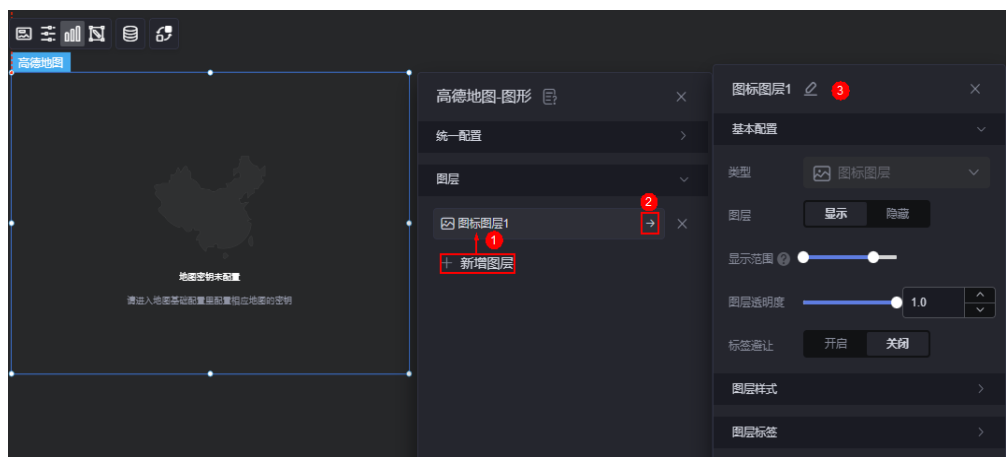 高德地图
地图密钥未配置
请进入地图基础配置里配置相应地图的密钥
高德地图-图形
统一配置
图层
图标图层1
2
1
新增图层
图标图层1
3
基本配置
类型
图标图层
图层
显示
隐藏
显示范围
图层透明度
1.0
标签避让
开启
关闭
图层样式
图层标签